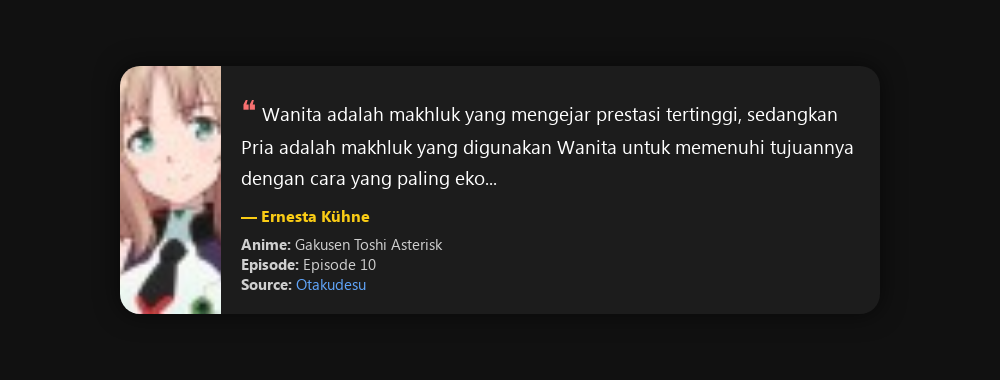 ❝ Wanita adalah makhluk yang mengejar prestasi tertinggi, sedangkan
Pria adalah makhluk yang digunakan Wanita untuk memenuhi tujuannya
dengan cara yang paling eko...
— Ernesta Kühne
Anime: Gakusen Toshi Asterisk
Episode: Episode 10
Source: Otakudesu